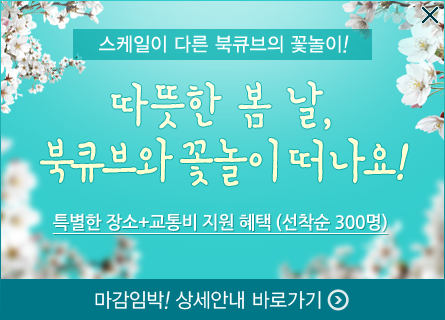 스케일이 다른 북큐브의 꽃놀이!
따뜻한 봄 날,
북큐브와 꽃놀이 떠나요!
특별한 장소+교통비 지원 혜택 (선착순 300명)
마감임박! 상세안내 바로가기